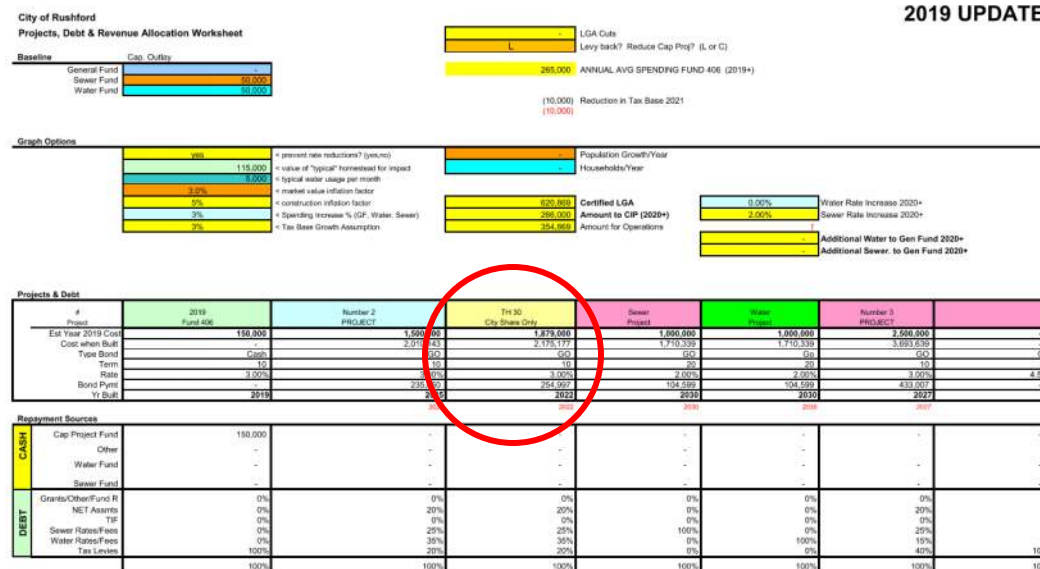 2019 UPDATE
City of Rushford
Projects, Debt & Revenue Allocation Worksheet
- LGA Cuts
L Levy back? Reduce Cap Proj? (L or C)
Baseline Cap. Outlay
General Fund -
Sewer Fund 50,000
Water Fund 50,000
265,000 ANNUAL AVG SPENDING FUND 406 (2019+)
(10,000) Reduction in Tax Base 2021
(10,000)
Graph Options
yes < prevent rate reductions? (yes,no) - Population Growth/Year
115,000 < value of "typical" homestead for impact - Households/Year
5,000 < typical water usage per month
3.0% < market value inflation factor
5% < construction inflation factor 620,869 Certified LGA 0.00% Water Rate Increase 2020+
3% < Spending Increase % (GF, Water, Sewer) 266,000 Amount to CIP (2020+) 2.00% Sewer Rate Increase 2020+
3% < Tax Base Growth Assumption 354,869 Amount for Operations
- Additional Water to Gen Fund 2020+
- Additional Sewer. to Gen Fund 2020+
Projects & Debt
# 2019 Number 2 TH 30 Sewer Water Number 3
Project Fund 406 PROJECT City Share Only Project Project PROJECT
Est Year 2019 Cost 150,000 1,500,000 1,879,000 1,000,000 1,000,000 2,500,000
Cost when Built - 2,175,177 1,710,339 1,710,339 3,693,639
Type Bond Cash GO GO GO Go GO
Term 10 10 10 20 20 10
Rate 3.00% 3.00% 2.00% 2.00% 3.00% 4.5
Bond Pymt - 254,997 104,599 104,599 433,007
Yr Built 2019 2022 2030 2030 2027
2022 2030 2027
Repayment Sources
CASH
Cap Project Fund 150,000 - - - - -
Other - - - - -
Water Fund - - - - - -
Sewer Fund - - - - - -
DEBT
Grants/Other/Fund R 0% 0% 0% 0% 0% 0%
NET Assmts 0% 20% 20% 0% 0% 20%
TIF 0% 0% 0% 0% 0% 0%
Sewer Rates/Fees 0% 25% 25% 100% 0% 25%
Water Rates/Fees 0% 35% 35% 0% 100% 15%
Tax Levies 100% 20% 20% 0% 0% 40% 10
100% 100% 100% 100% 100% 100% 10